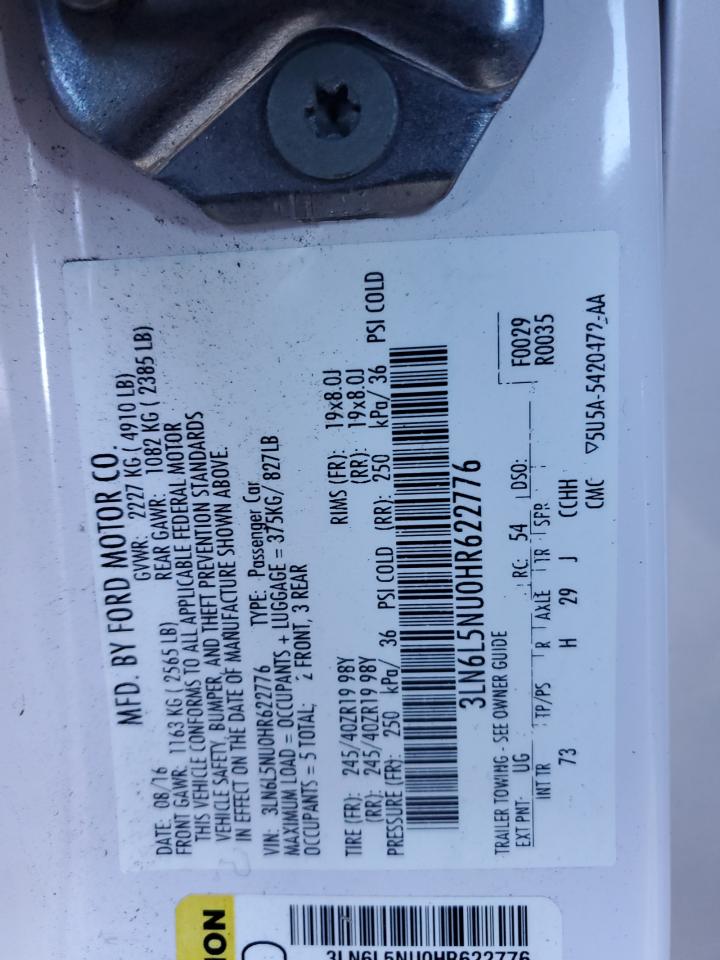 MFD. BY FORD MOTOR CO.
DATE: 08/16 GVWR: 2227 KG ( 4910 LB)
FRONT GAWR: 1163 KG ( 2565 LB) REAR GAWR: 1082 KG ( 2385 LB)
THIS VEHICLE CONFORMS TO ALL APPLICABLE FEDERAL MOTOR
VEHICLE SAFETY, BUMPER, AND THEFT PREVENTION STANDARDS
IN EFFECT ON THE DATE OF MANUFACTURE SHOWN ABOVE.
VIN: 3LN6L5NU0HR622776 TYPE: Passenger Car
MAXIMUM LOAD = OCCUPANTS + LUGGAGE = 375KG/ 827LB
OCCUPANTS = 5 TOTAL; 2 FRONT, 3 REAR
TIRE (FR): 245/40ZR19 98Y RIMS (FR): 19x8.0J
(RR): 245/40ZR19 98Y (RR): 19x8.0J
PRESSURE (FR): 250 kPa/ 36 PSI COLD (RR): 250 kPa/ 36 PSI COLD
3LN6L5NU0HR622776
TRAILER TOWING - SEE OWNER GUIDE
EXT PNT: UG RC: 54 DSO: F0029
INT TR TP/PS R AXLE TR SPR R0035
73 H 29 J CCHH
CMC ▽5U5A-5420472-AA
ION
3LN6L5NU0HR622776